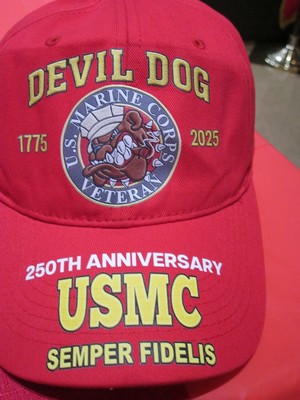 DEVIL DOG
1775
U.S. MARINE CORPS
VETERAN
2025
250TH ANNIVERSARY
USMC
SEMPER FIDELIS